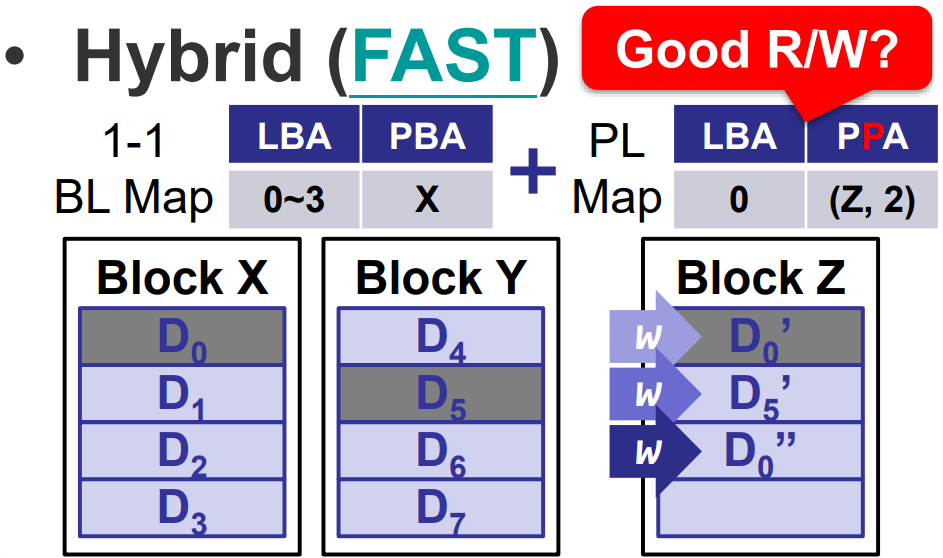 • Hybrid (FAST)
Good R/W?
1-1
BL Map
LBA PBA
0~3 X
+
PL
Map
LBA PPA
0 (Z, 2)
Block X
D0
D1
D2
D3
Block Y
D4
D5
D6
D7
Block Z
W D0’
W D5’
W D0”